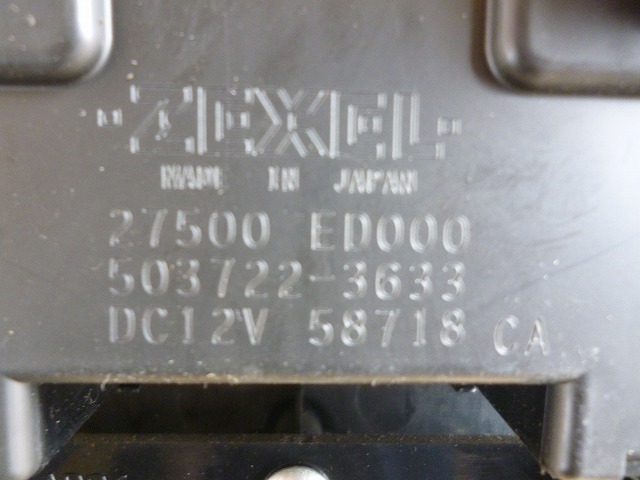 ZEXEL
MADE IN JAPAN
27500 ED000
503722-3633
DC12V 58718 CA